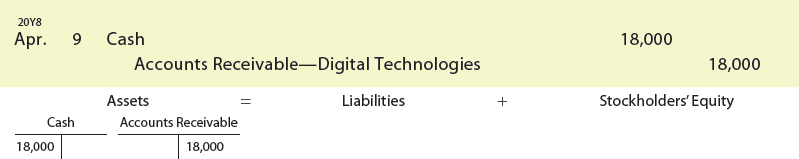 20Y8
Apr. 9 Cash 18,000
Accounts Receivable—Digital Technologies 18,000
Assets = Liabilities + Stockholders’ Equity
Cash Accounts Receivable
18,000 18,000